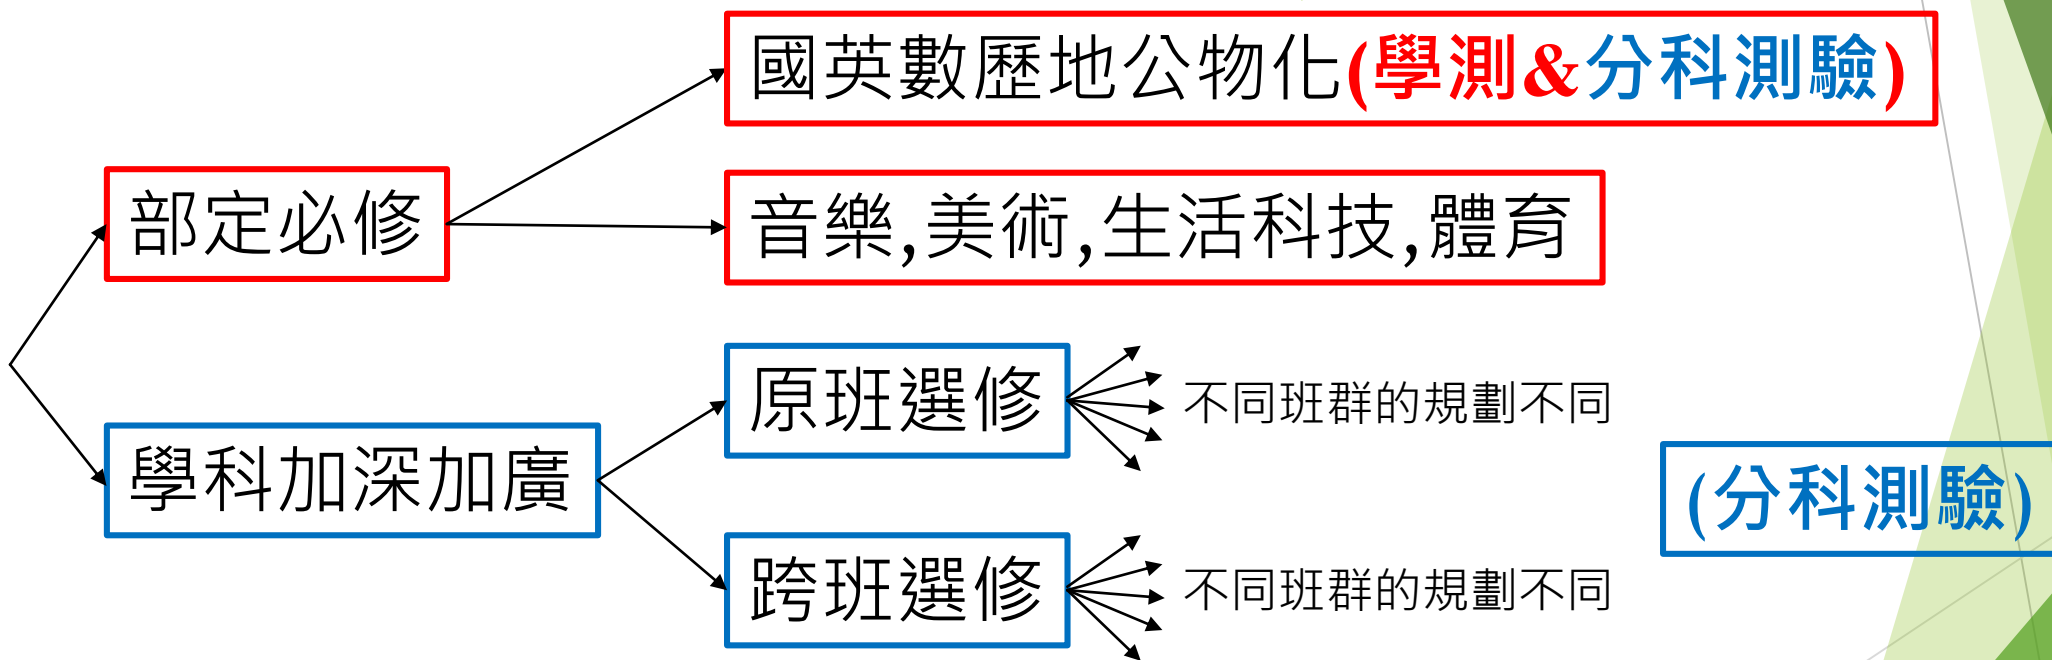 國英數歷地公物化(學測&分科測驗)
部定必修
音樂,美術,生活科技,體育
原班選修
不同班群的規劃不同
學科加深加廣
(分科測驗)
跨班選修
不同班群的規劃不同